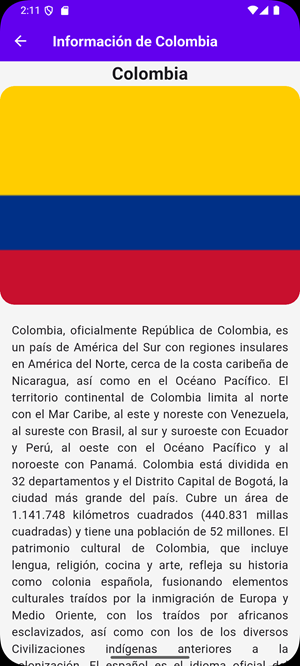 2:11
Información de Colombia
Colombia
Colombia, oficialmente República de Colombia, es
un país de América del Sur con regiones insulares
en América del Norte, cerca de la costa caribeña de
Nicaragua, así como en el Océano Pacífico. El
territorio continental de Colombia limita al norte
con el Mar Caribe, al este y noreste con Venezuela,
al sureste con Brasil, al sur y suroeste con Ecuador
y Perú, al oeste con el Océano Pacífico y al
noroeste con Panamá. Colombia está dividida en
32 departamentos y el Distrito Capital de Bogotá, la
ciudad más grande del país. Cubre un área de
1.141.748 kilómetros cuadrados (440.831 millas
cuadradas) y tiene una población de 52 millones. El
patrimonio cultural de Colombia, que incluye
lengua, religión, cocina y arte, refleja su historia
como colonia española, fusionando elementos
culturales traídos por la inmigración de Europa y
Medio Oriente, con los traídos por africanos
esclavizados, así como con los de los diversos
Civilizaciones indígenas anteriores a la
colonización. El español es el idioma oficial de